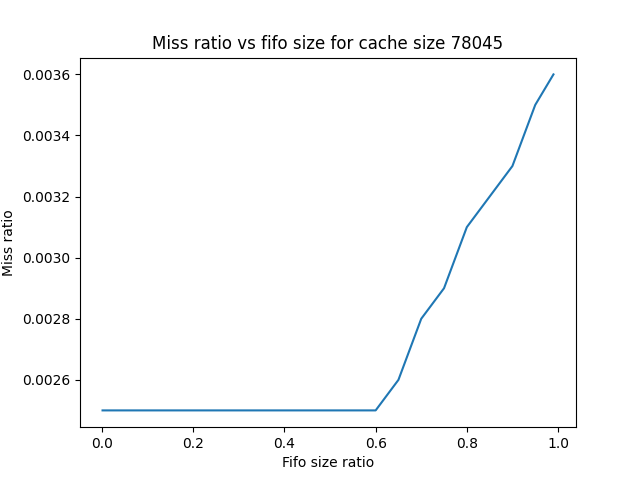 Miss ratio vs fifo size for cache size 78045
0.0036
0.0034
0.0032
0.0030
0.0028
0.0026
Miss ratio
0.0 0.2 0.4 0.6 0.8 1.0
Fifo size ratio